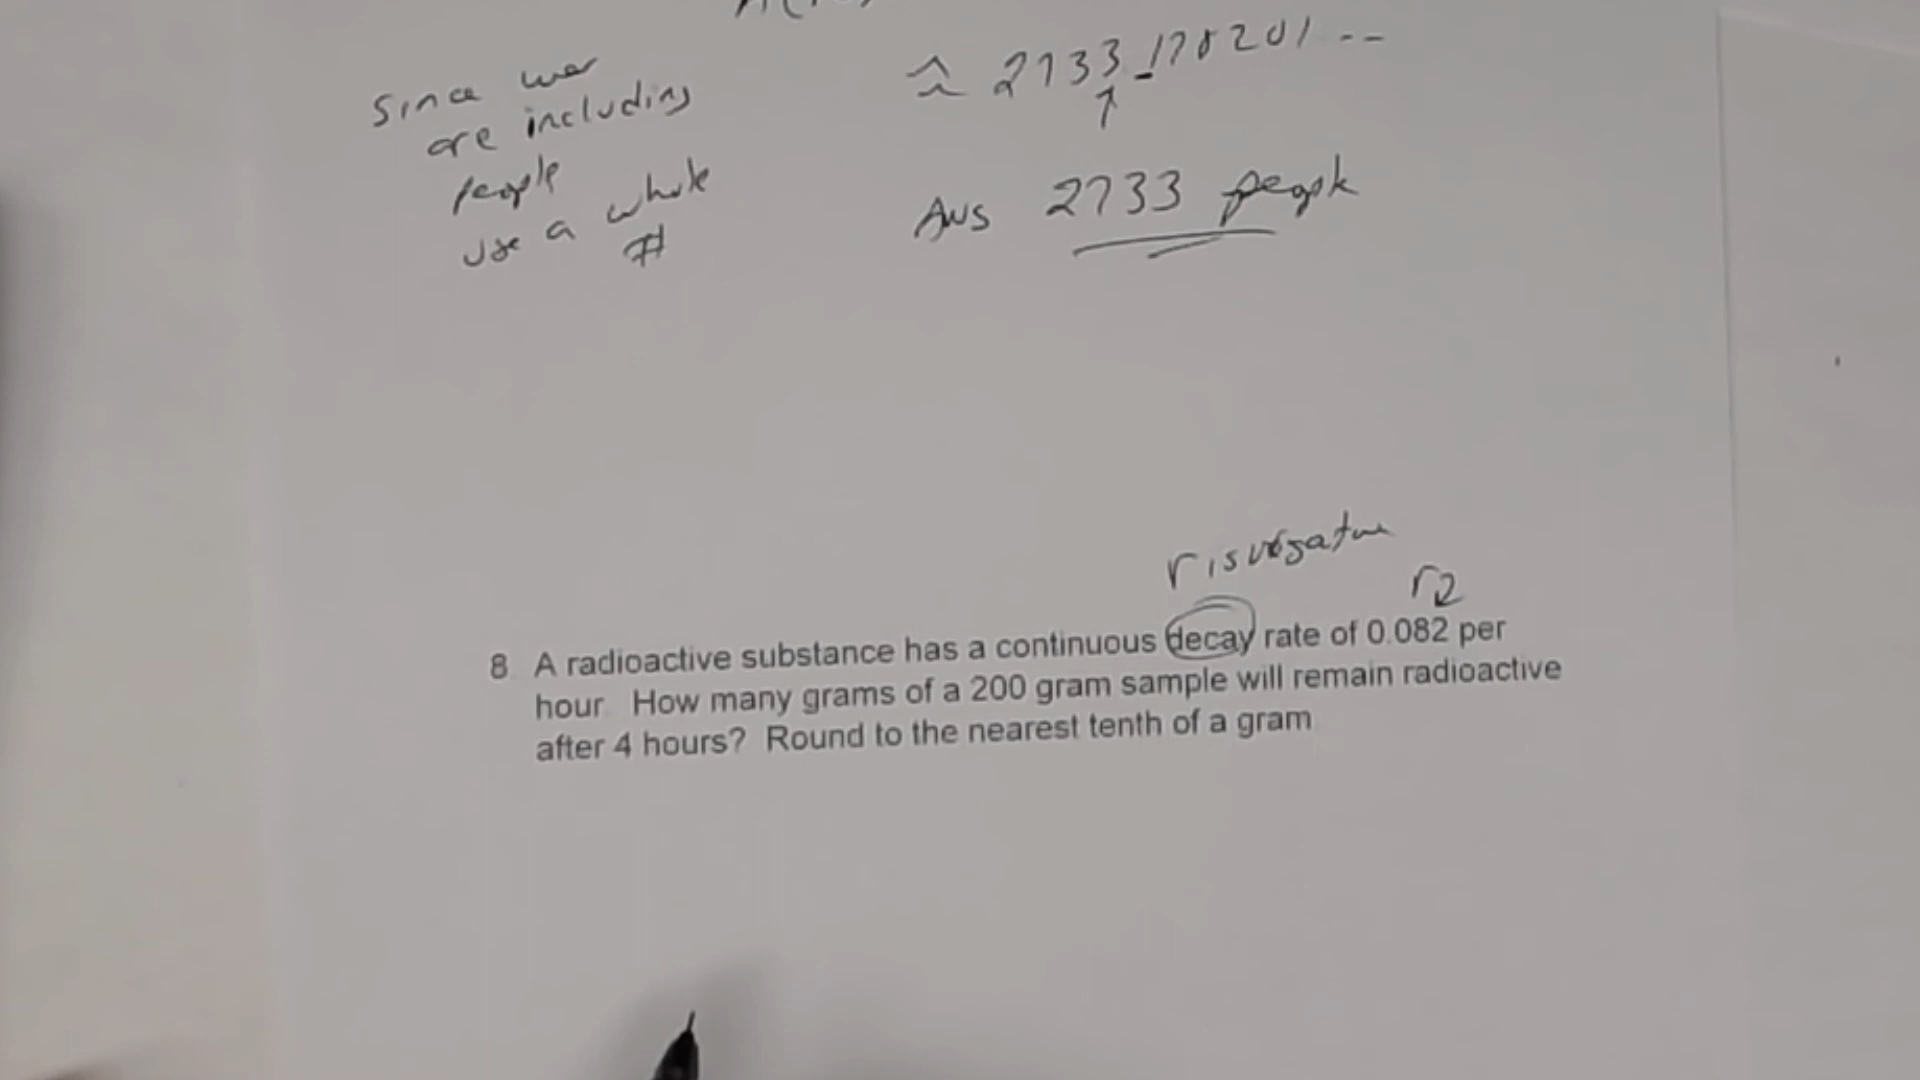 ≈ 2733.178201--
Since we
are including
people
use a whole
#
↑
Ans 2733 people
r is negative
r
8 A radioactive substance has a continuous decay rate of 0.082 per
hour. How many grams of a 200 gram sample will remain radioactive
after 4 hours? Round to the nearest tenth of a gram